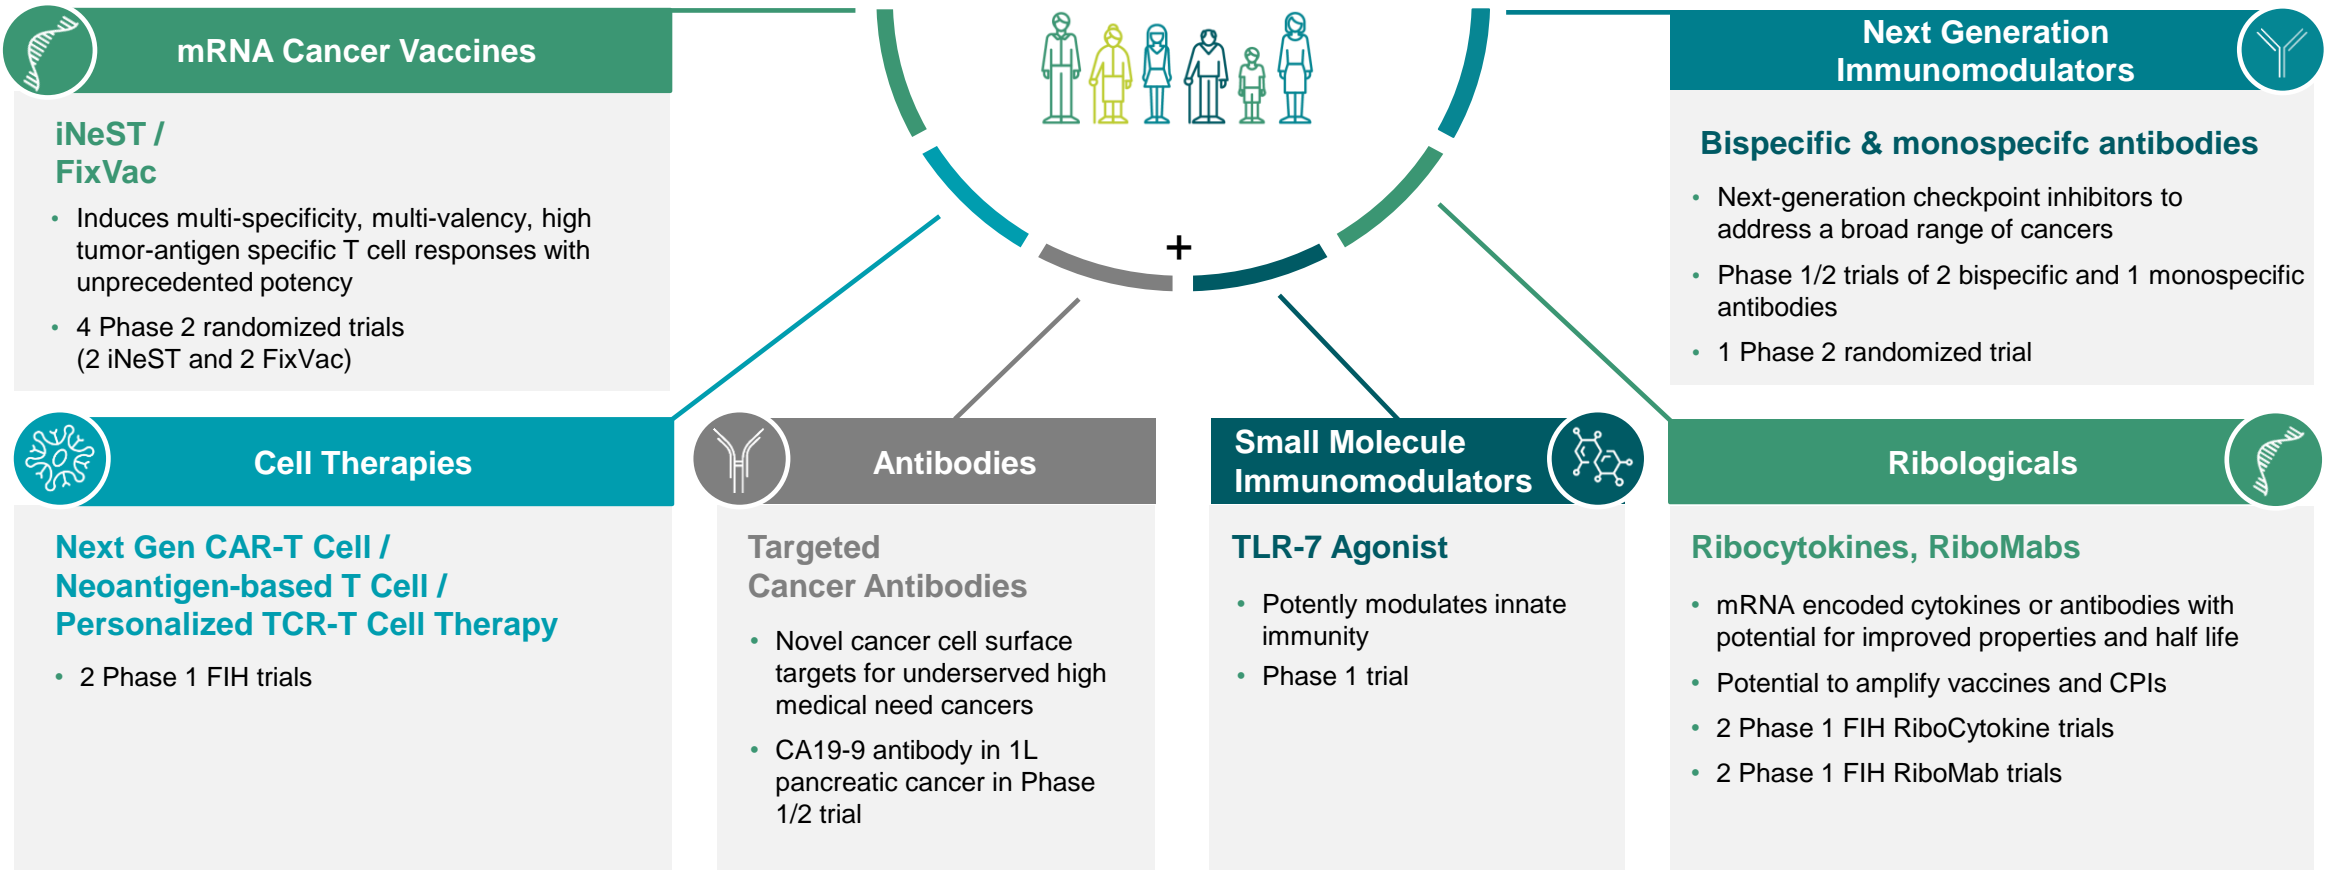 mRNA Cancer Vaccines
iNeST /
FixVac
• Induces multi-specificity, multi-valency, high
tumor-antigen specific T cell responses with
unprecedented potency
• 4 Phase 2 randomized trials
(2 iNeST and 2 FixVac)
+
Next Generation
Immunomodulators
Bispecific & monospecifc antibodies
• Next-generation checkpoint inhibitors to
address a broad range of cancers
• Phase 1/2 trials of 2 bispecific and 1 monospecific
antibodies
• 1 Phase 2 randomized trial
Cell Therapies
Next Gen CAR-T Cell /
Neoantigen-based T Cell /
Personalized TCR-T Cell Therapy
• 2 Phase 1 FIH trials
Antibodies
Targeted
Cancer Antibodies
• Novel cancer cell surface
targets for underserved high
medical need cancers
• CA19-9 antibody in 1L
pancreatic cancer in Phase
1/2 trial
Small Molecule
Immunomodulators
TLR-7 Agonist
• Potently modulates innate
immunity
• Phase 1 trial
Ribologicals
Ribocytokines, RiboMabs
• mRNA encoded cytokines or antibodies with
potential for improved properties and half life
• Potential to amplify vaccines and CPIs
• 2 Phase 1 FIH RiboCytokine trials
• 2 Phase 1 FIH RiboMab trials